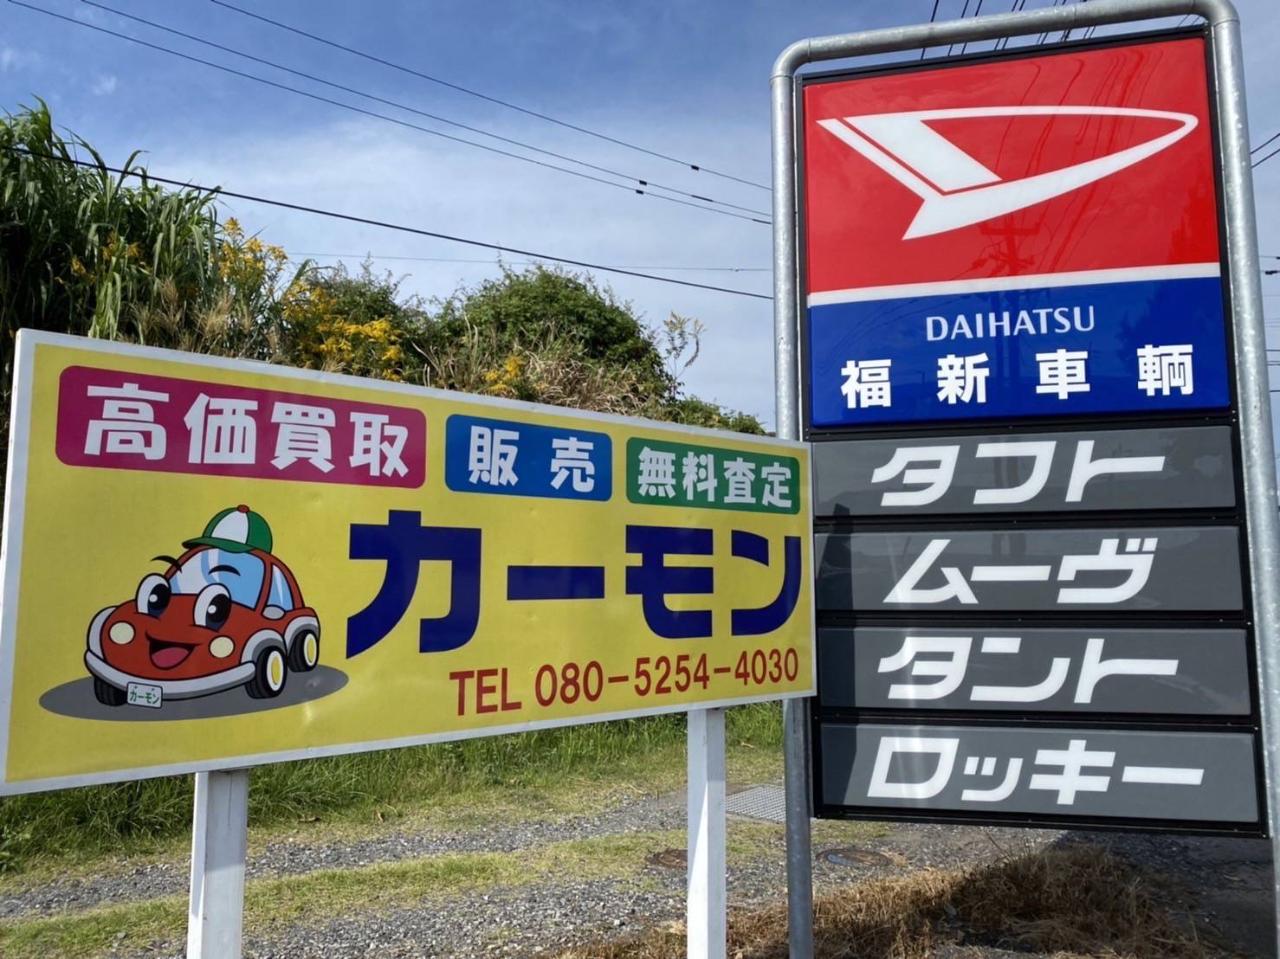 高価買取 販売 無料査定
カーモン
TEL 080-5254-4030
カーモン
DAIHATSU
福新車輌
タフト
ムーヴ
タント
ロッキー